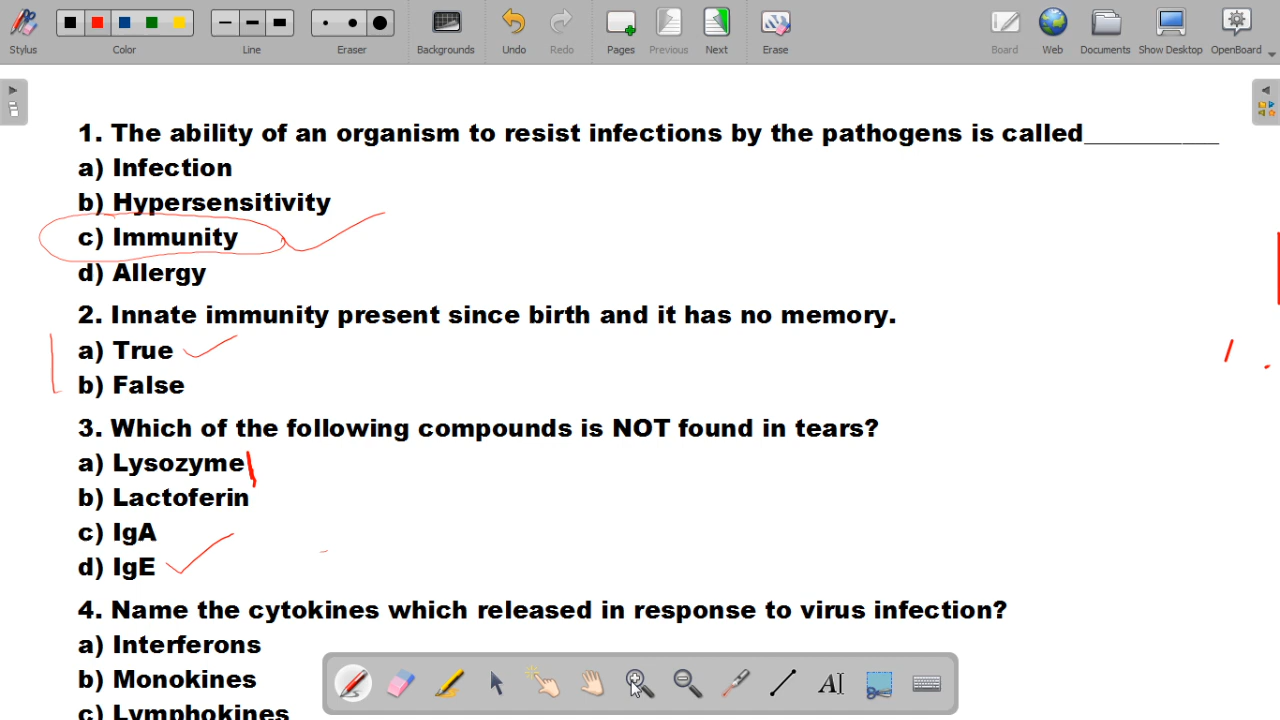 Stylus Color Line Eraser Backgrounds Undo Redo Pages Previous Next Erase Board Web Documents Show Desktop OpenBoard
1. The ability of an organism to resist infections by the pathogens is called__________
a) Infection
b) Hypersensitivity
c) Immunity
d) Allergy
2. Innate immunity present since birth and it has no memory.
a) True
b) False
3. Which of the following compounds is NOT found in tears?
a) Lysozyme
b) Lactoferin
c) IgA
d) IgE
4. Name the cytokines which released in response to virus infection?
a) Interferons
b) Monokines
c) Lymphokines